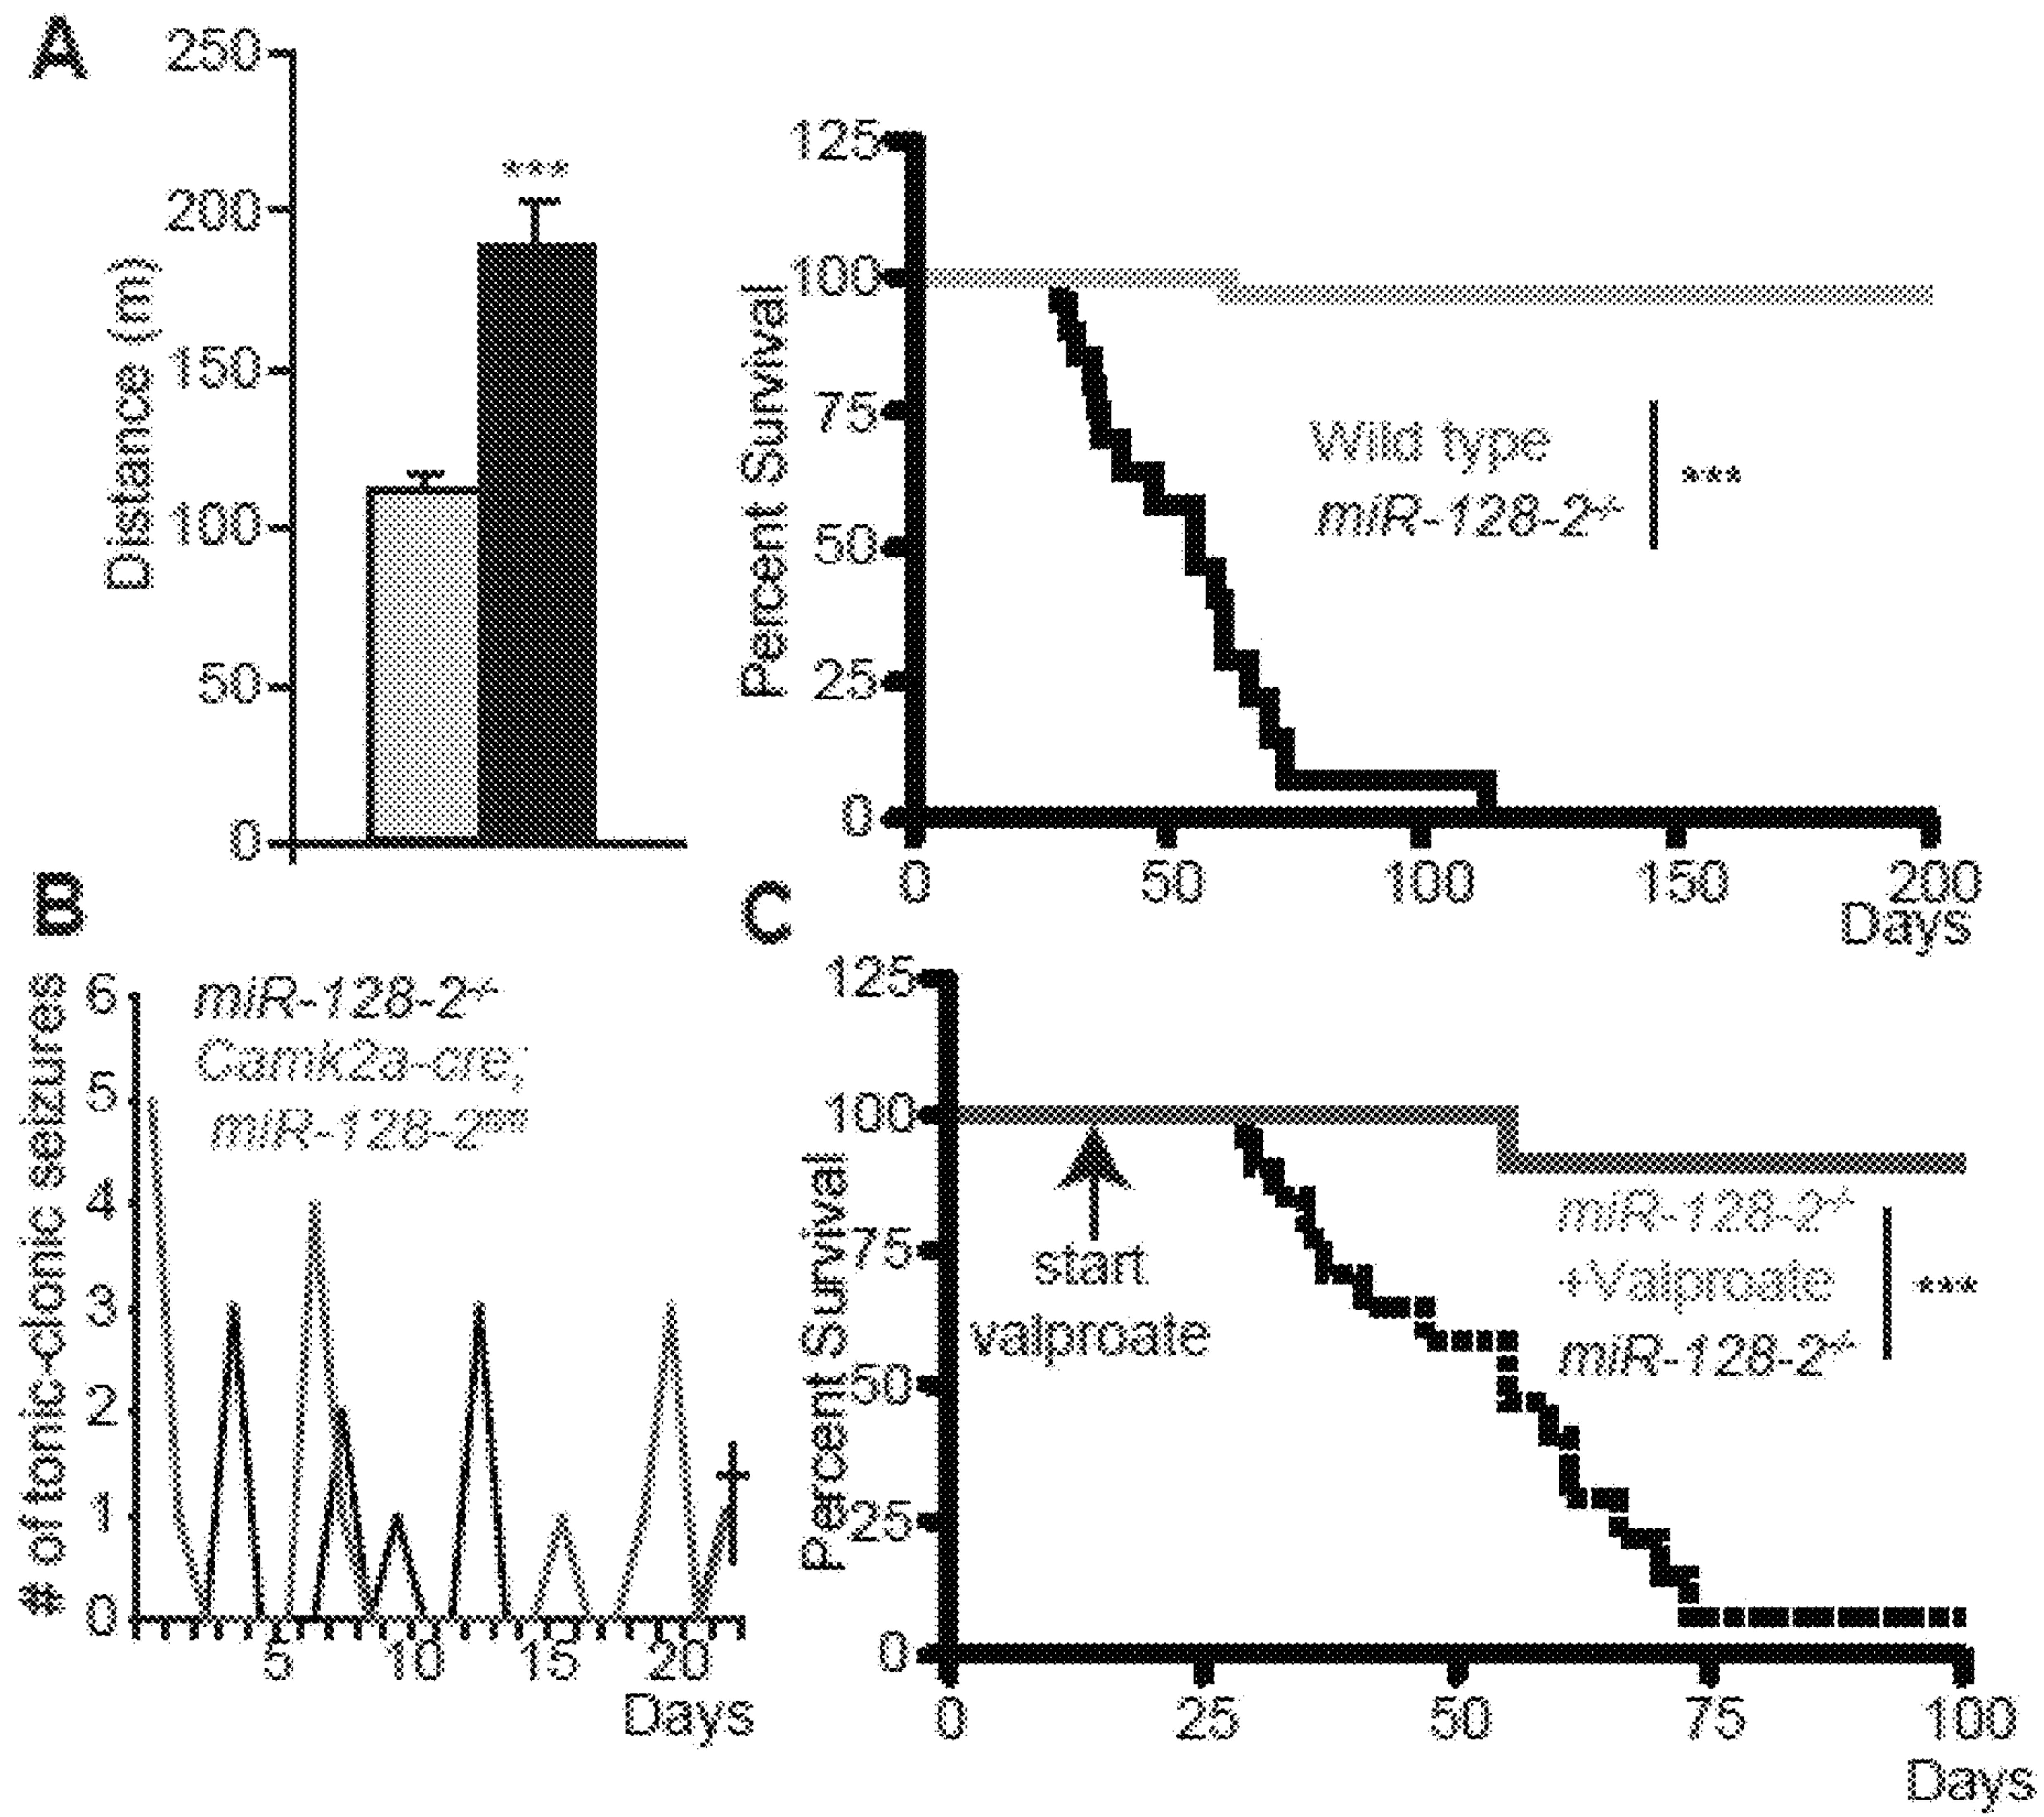 A
250
200
150
100
50
0
Distance (m)
***
125
100
75
50
25
0
Percent Survival
Wild type
miR-128-2-/-
***
0 50 100 150 200
Days
B
# of tonic-clonic seizures
6
5
4
3
2
1
0
miR-128-2-/-
Camk2a-cre;
miR-128-2fl/fl
5 10 15 20
Days
C
125
100
75
50
25
0
Percent Survival
start
valproate
miR-128-2-/-
+Valproate
miR-128-2-/-
***
0 25 50 75 100
Days